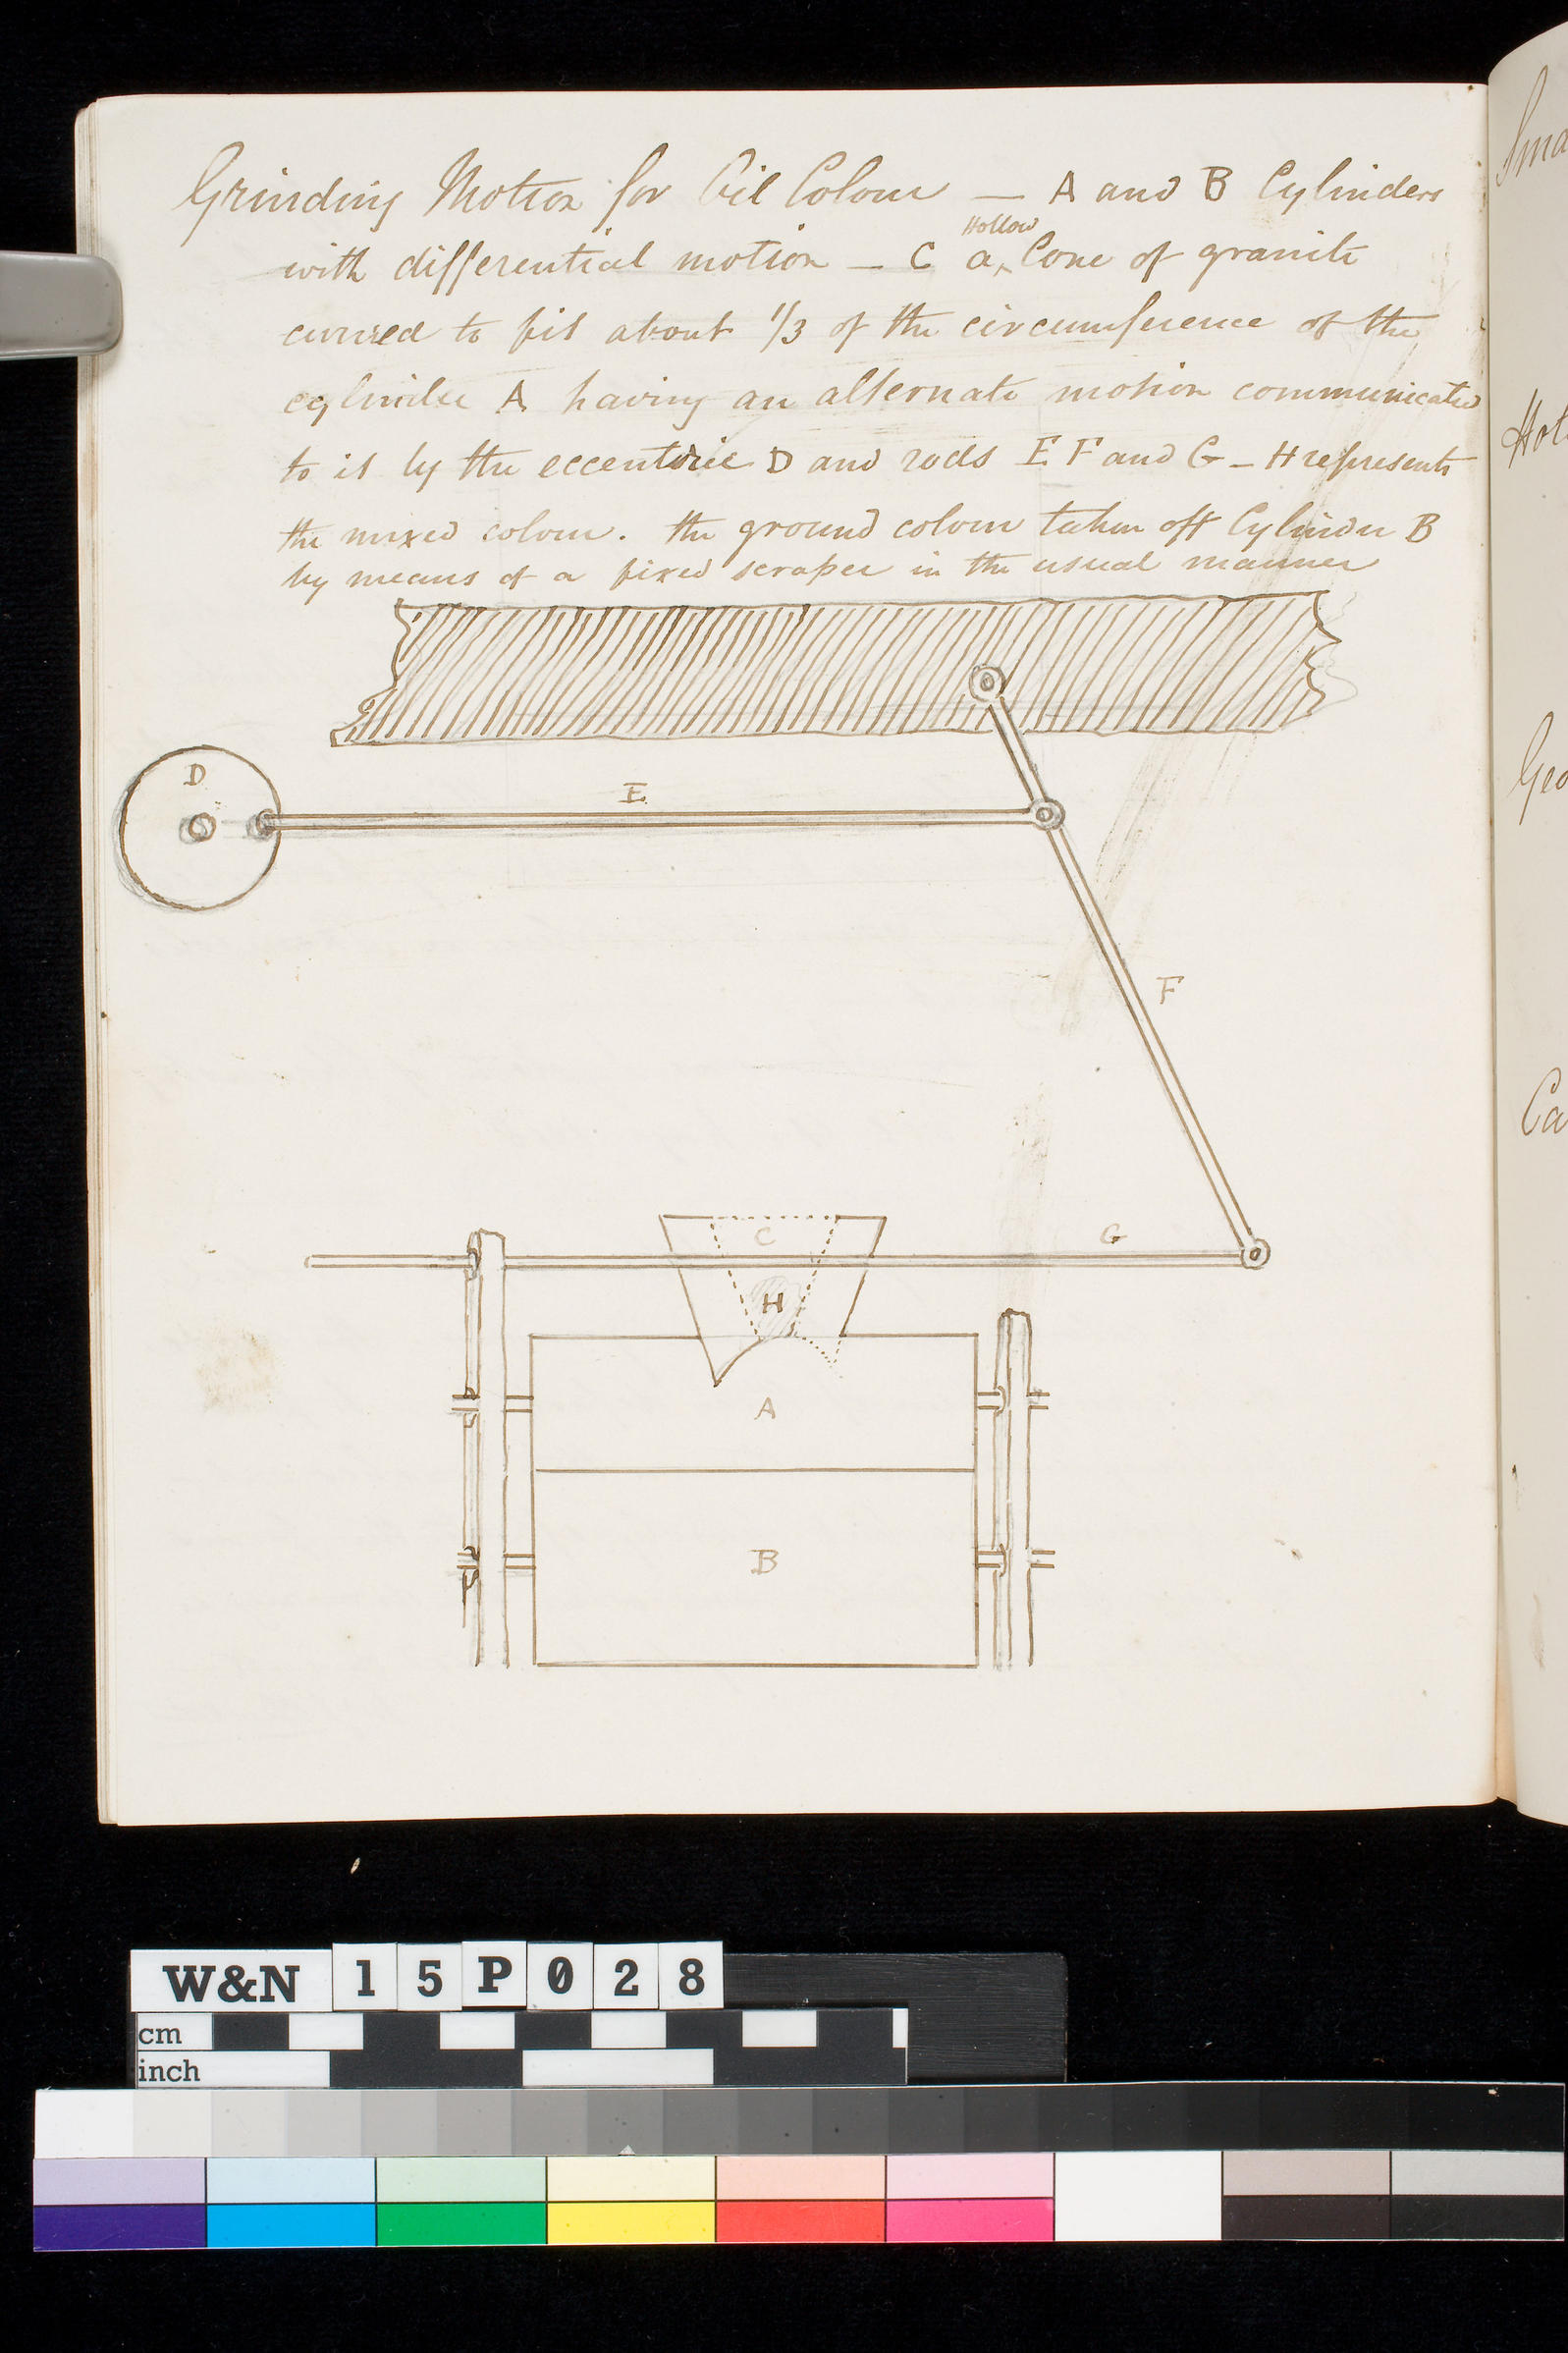 Grinding Motion for Oil Colour — A and B Cylinders
Hollow
with differential motion — C a ‸ Cone of granite
curved to fit about 1/3 of the circumference of the
cylinder A having an alternate motion communicated
to it by the eccentric D and rods E F and G — H represents
the mixed colour. the ground colour taken off Cylinder B
by means of a fixed scraper in the usual manner
D
E
F
C
G
H
A
B
Sma
Hot
Geo
Ca
W&N 15P028
cm
inch